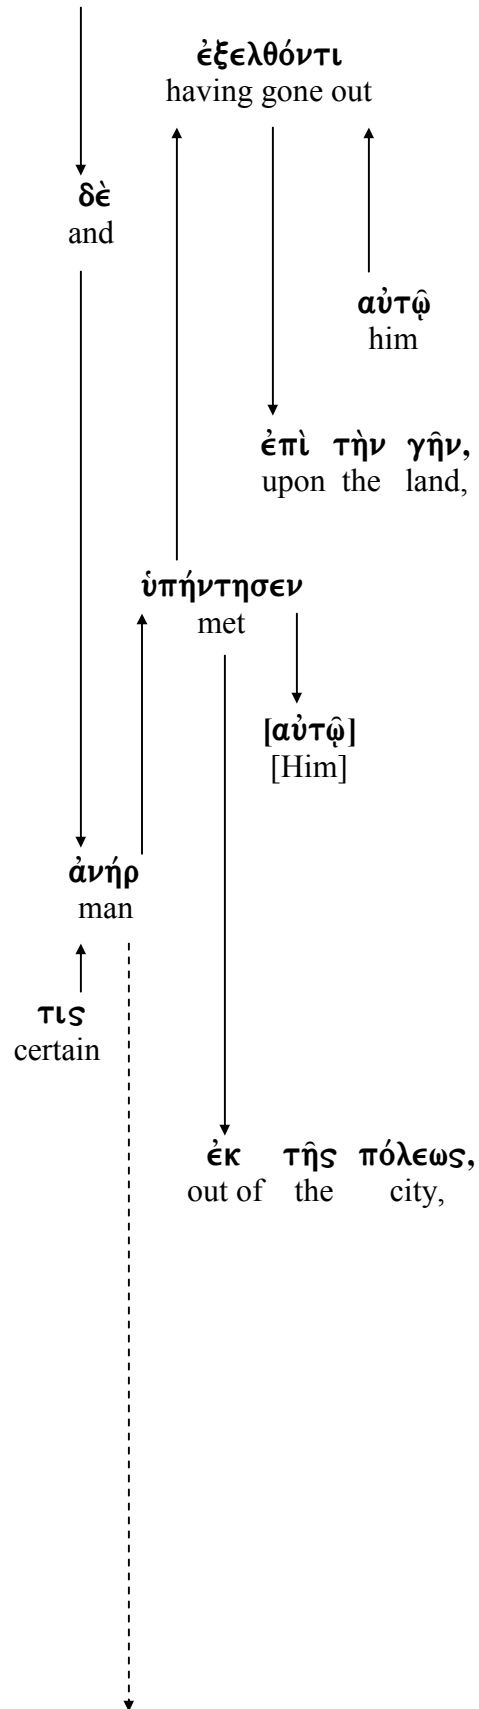 ἐξελθόντι
having gone out
δὲ
and
αὐτῷ
him
ἐπὶ τὴν γῆν,
upon the land,
ὑπήντησεν
met
[αὐτῷ]
[Him]
ἀνήρ
man
τις
certain
ἐκ τῆς πόλεως,
out of the city,